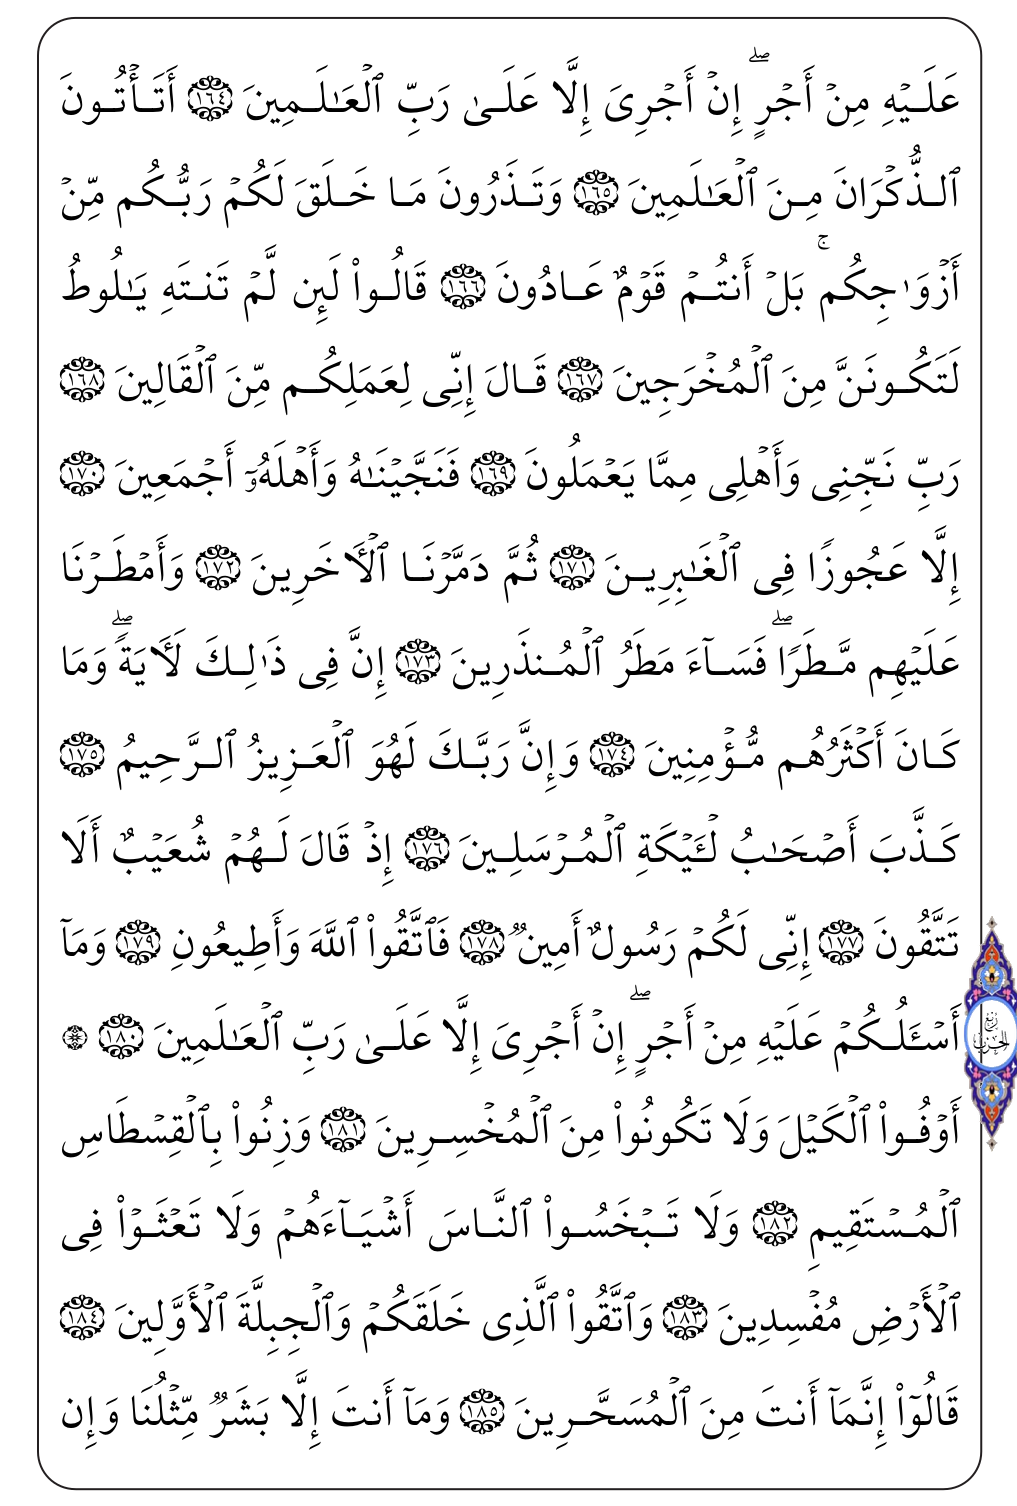 عَلَيۡهِ مِنۡ أَجۡرٍۖ إِنۡ أَجۡرِيَ إِلَّا عَلَىٰ رَبِّ ٱلۡعَٰلَمِينَ ١٦٤ أَتَأۡتُونَ
ٱلذُّكۡرَانَ مِنَ ٱلۡعَٰلَمِينَ ١٦٥ وَتَذَرُونَ مَا خَلَقَ لَكُمۡ رَبُّكُم مِّنۡ
أَزۡوَٰجِكُمۚ بَلۡ أَنتُمۡ قَوۡمٌ عَادُونَ ١٦٦ قَالُواْ لَئِن لَّمۡ تَنتَهِ يَٰلُوطُ
لَتَكُونَنَّ مِنَ ٱلۡمُخۡرَجِينَ ١٦٧ قَالَ إِنِّي لِعَمَلِكُم مِّنَ ٱلۡقَالِينَ ١٦٨
رَبِّ نَجِّنِي وَأَهۡلِي مِمَّا يَعۡمَلُونَ ١٦٩ فَنَجَّيۡنَٰهُ وَأَهۡلَهُۥٓ أَجۡمَعِينَ ١٧٠
إِلَّا عَجُوزٗا فِي ٱلۡغَٰبِرِينَ ١٧١ ثُمَّ دَمَّرۡنَا ٱلۡأٓخَرِينَ ١٧٢ وَأَمۡطَرۡنَا
عَلَيۡهِم مَّطَرٗاۖ فَسَآءَ مَطَرُ ٱلۡمُنذَرِينَ ١٧٣ إِنَّ فِي ذَٰلِكَ لَأٓيَةٗۖ وَمَا
كَانَ أَكۡثَرُهُم مُّؤۡمِنِينَ ١٧٤ وَإِنَّ رَبَّكَ لَهُوَ ٱلۡعَزِيزُ ٱلرَّحِيمُ ١٧٥
كَذَّبَ أَصۡحَٰبُ لۡـَٔيۡكَةِ ٱلۡمُرۡسَلِينَ ١٧٦ إِذۡ قَالَ لَهُمۡ شُعَيۡبٌ أَلَا
تَتَّقُونَ ١٧٧ إِنِّي لَكُمۡ رَسُولٌ أَمِينٞ ١٧٨ فَٱتَّقُواْ ٱللَّهَ وَأَطِيعُونِ ١٧٩ وَمَآ
أَسۡـَٔلُكُمۡ عَلَيۡهِ مِنۡ أَجۡرٍۖ إِنۡ أَجۡرِيَ إِلَّا عَلَىٰ رَبِّ ٱلۡعَٰلَمِينَ ١٨٠ ۞
ربع الحزب
أَوۡفُواْ ٱلۡكَيۡلَ وَلَا تَكُونُواْ مِنَ ٱلۡمُخۡسِرِينَ ١٨١ وَزِنُواْ بِٱلۡقِسۡطَاسِ
ٱلۡمُسۡتَقِيمِ ١٨٢ وَلَا تَبۡخَسُواْ ٱلنَّاسَ أَشۡيَآءَهُمۡ وَلَا تَعۡثَوۡاْ فِي
ٱلۡأَرۡضِ مُفۡسِدِينَ ١٨٣ وَٱتَّقُواْ ٱلَّذِي خَلَقَكُمۡ وَٱلۡجِبِلَّةَ ٱلۡأَوَّلِينَ ١٨٤
قَالُوٓاْ إِنَّمَآ أَنتَ مِنَ ٱلۡمُسَحَّرِينَ ١٨٥ وَمَآ أَنتَ إِلَّا بَشَرٞ مِّثۡلُنَا وَإِن